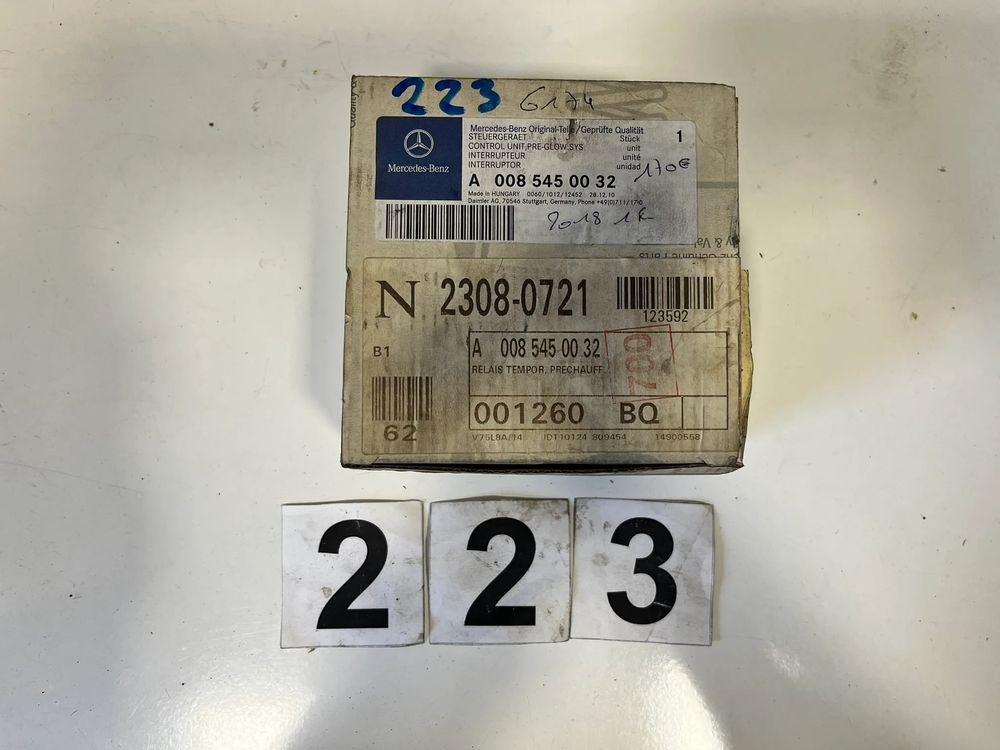 223 G174
Mercedes-Benz
Mercedes-Benz Original-Teile/Geprüfte Qualität
STEUERGERAET Stück 1
CONTROL UNIT,PRE-GLOW SYS unit
INTERRUPTEUR unité
INTERRUPTOR unidad
170€
A 008 545 00 32
Made in HUNGARY 0060/1012/12452 28.12.10
Daimler AG, 70546 Stuttgart, Germany, Phone +49(0)711/17-0
N 2308-0721
123592
B1
A 008 545 00 32
RELAIS TEMPOR, PRECHAUFF.
700
001260 BQ
62
V75L8A/14 IDT10124 809454 14900558
2 2 3